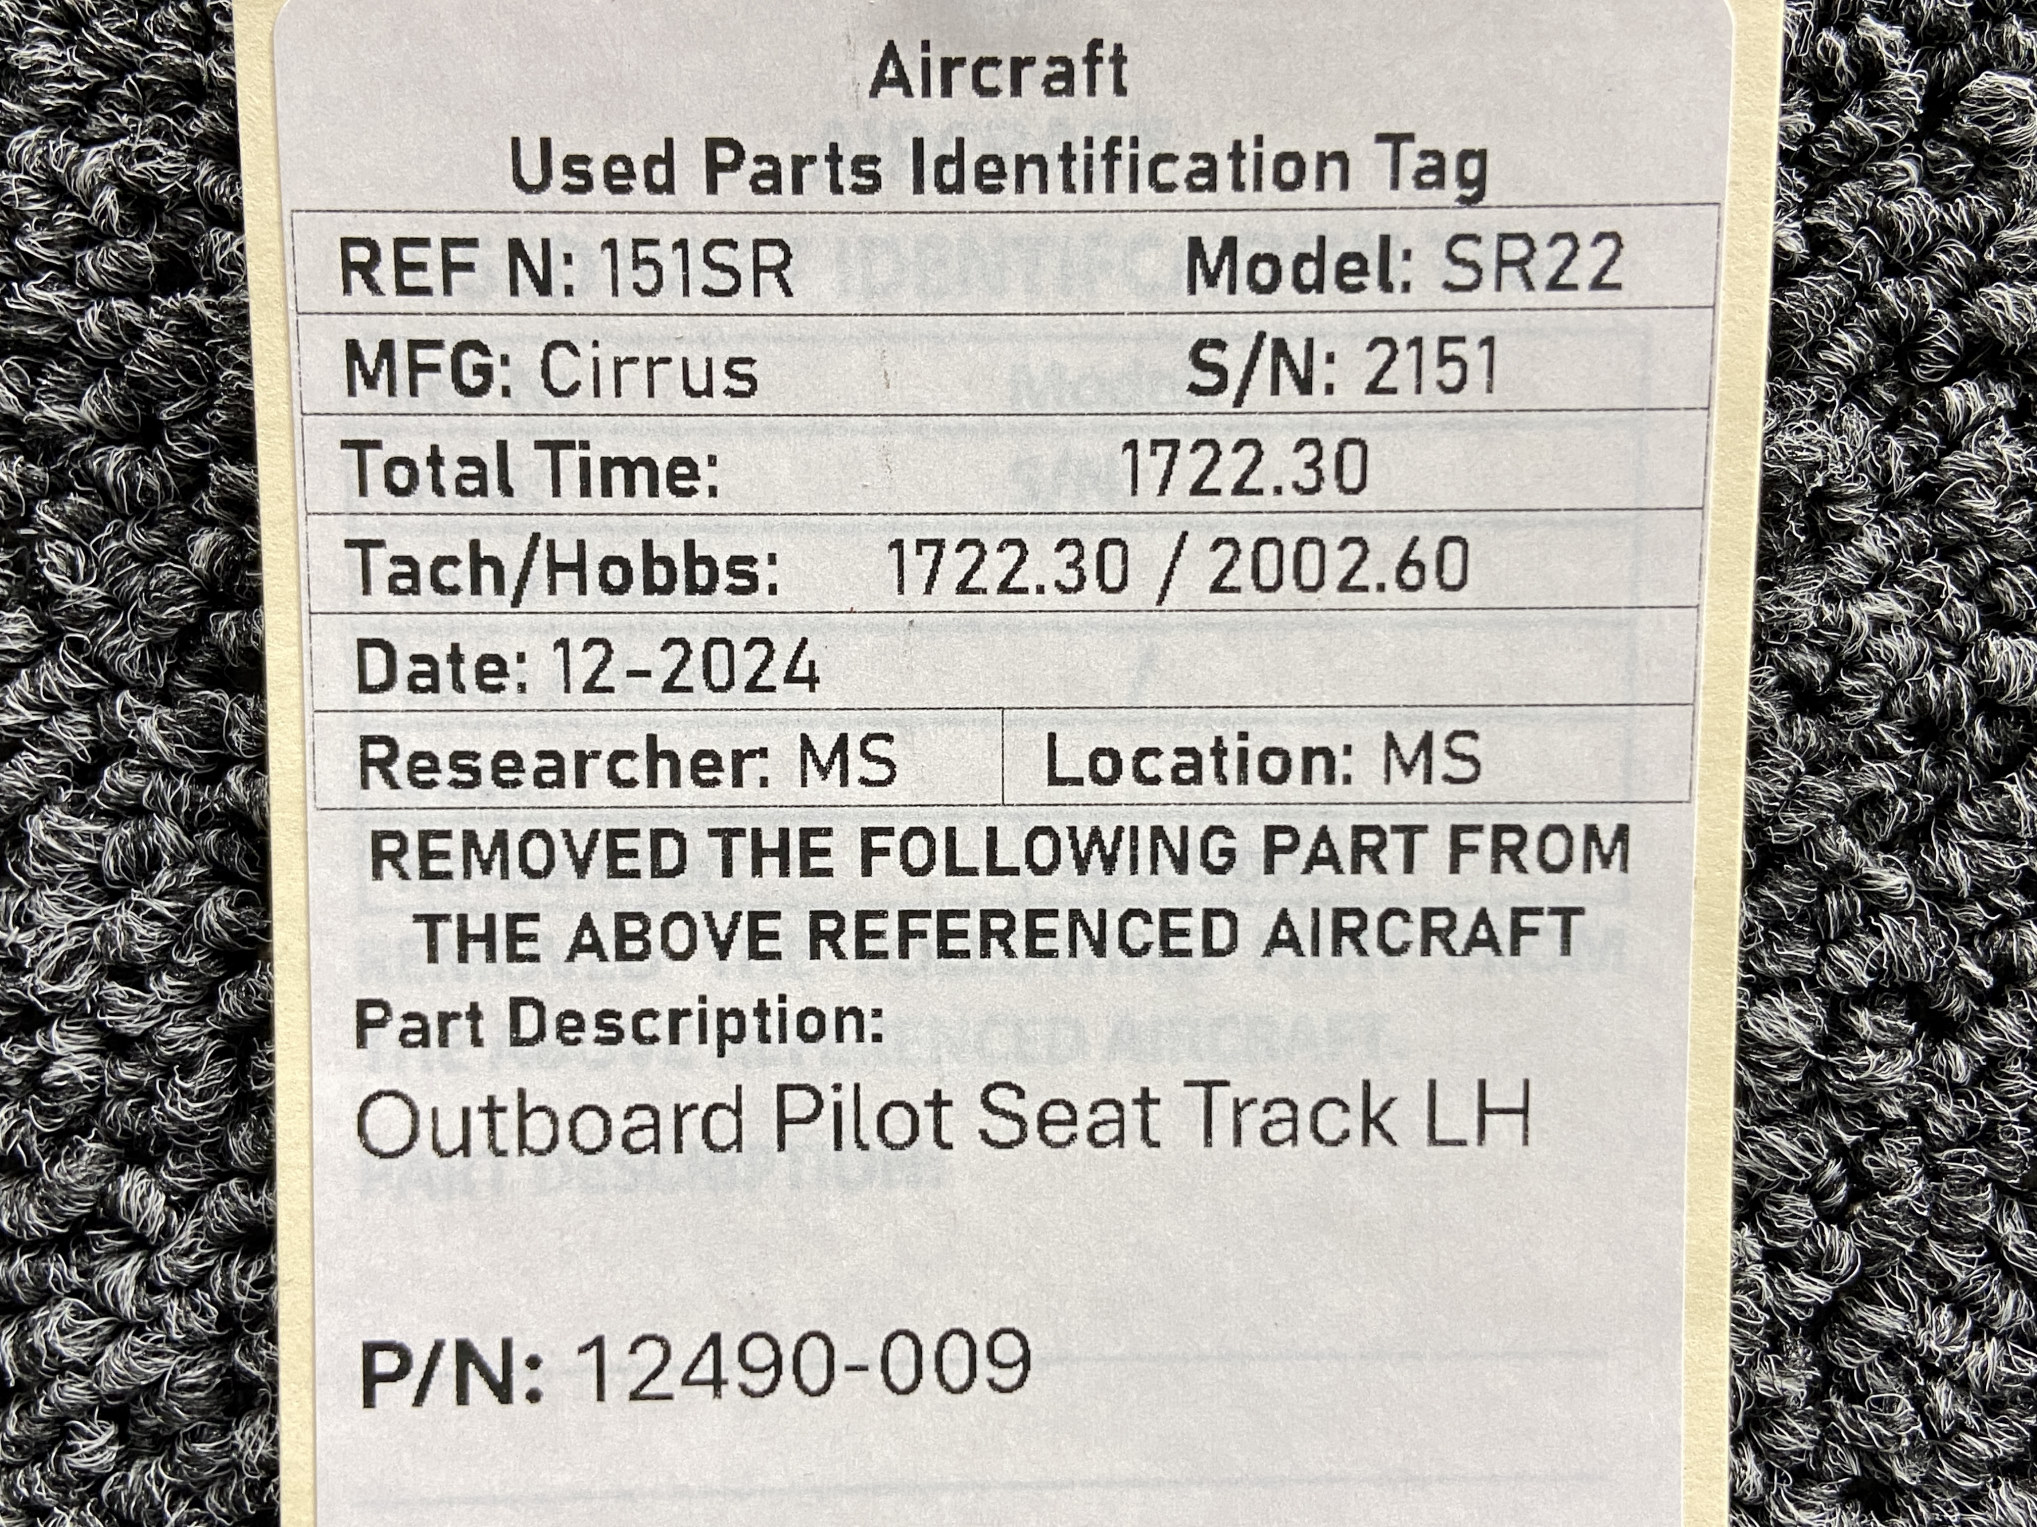 Aircraft
Used Parts Identification Tag
REF N: 151SR Model: SR22
MFG: Cirrus S/N: 2151
Total Time: 1722.30
Tach/Hobbs: 1722.30 / 2002.60
Date: 12-2024
Researcher: MS Location: MS
REMOVED THE FOLLOWING PART FROM
THE ABOVE REFERENCED AIRCRAFT
Part Description:
Outboard Pilot Seat Track LH
P/N: 12490-009